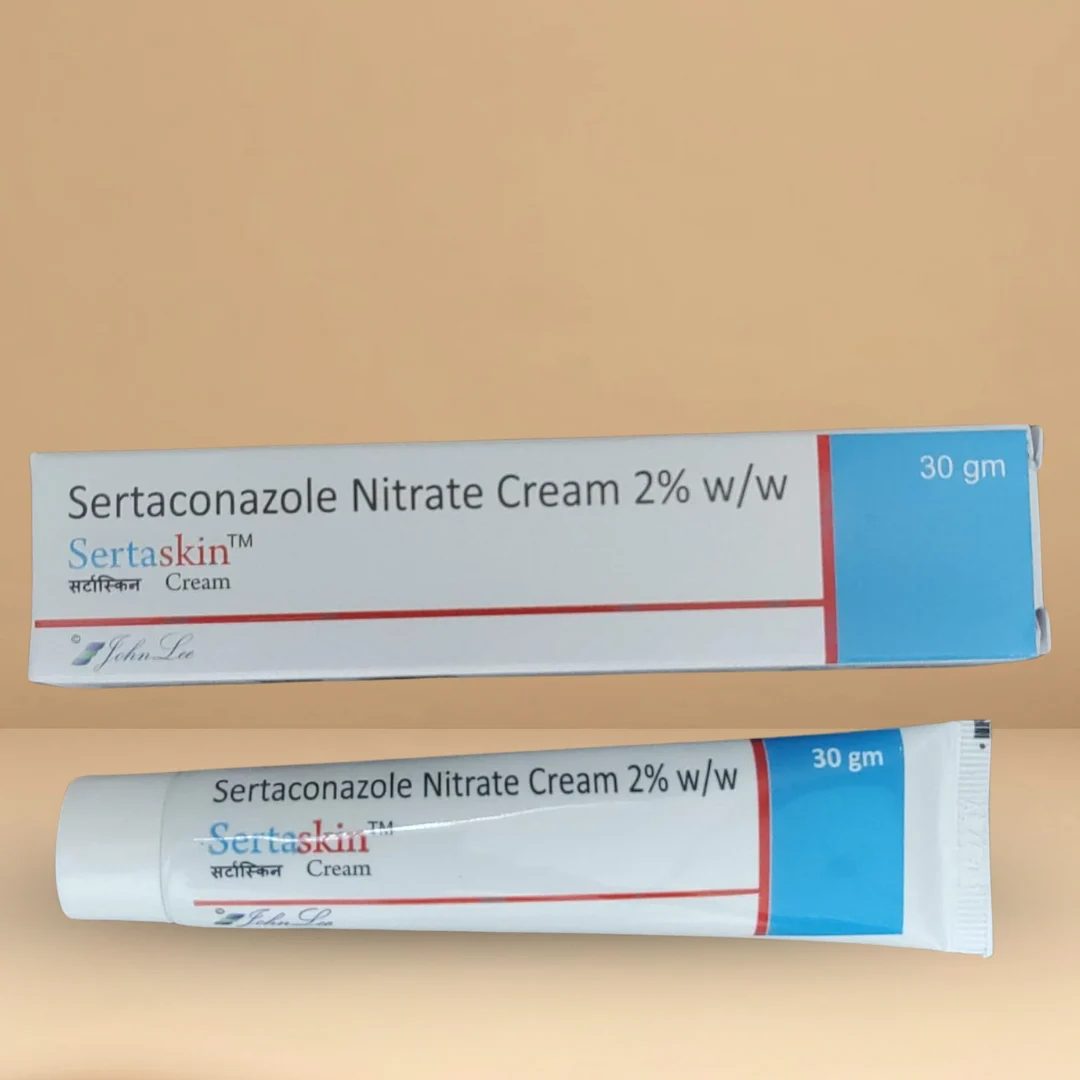 Sertaconazole Nitrate Cream 2% w/w
30 gm
Sertaskin™
सर्टास्किन Cream
© John Lee
Sertaconazole Nitrate Cream 2% w/w
30 gm
Sertaskin™
सर्टास्किन Cream
© John Lee